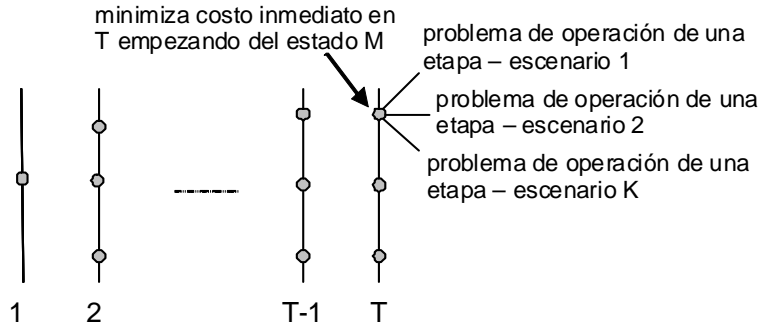 minimiza costo inmediato en
T empezando del estado M
problema de operación de una
etapa – escenario 1
problema de operación de una
etapa – escenario 2
problema de operación de una
etapa – escenario K
1 2 T-1 T